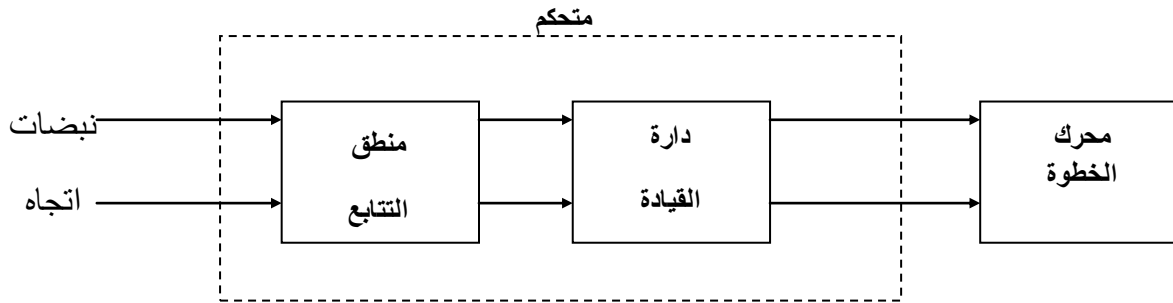 متحكم
نبضات
اتجاه
منطق
التتابع
دارة
القيادة
محرك
الخطوة